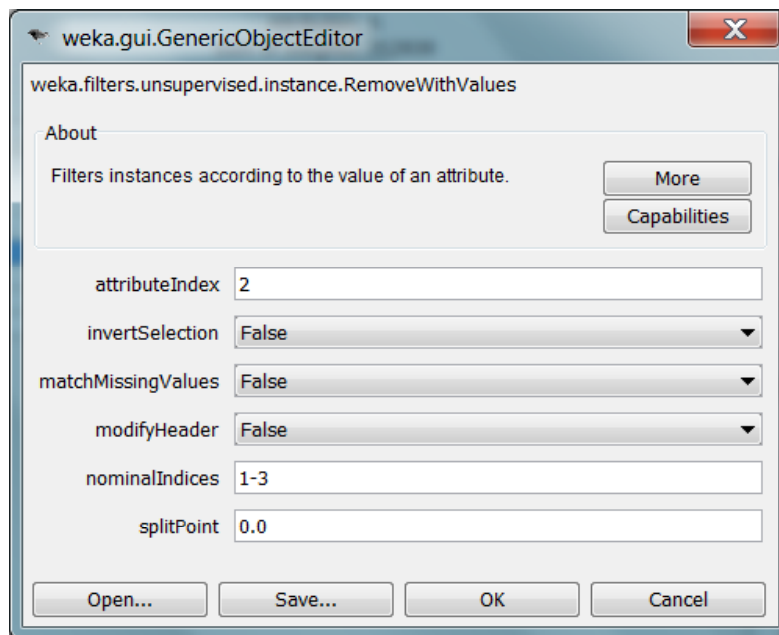 weka.gui.GenericObjectEditor
weka.filters.unsupervised.instance.RemoveWithValues
About
Filters instances according to the value of an attribute.
More
Capabilities
attributeIndex 2
invertSelection False
matchMissingValues False
modifyHeader False
nominalIndices 1-3
splitPoint 0.0
Open... Save... OK Cancel